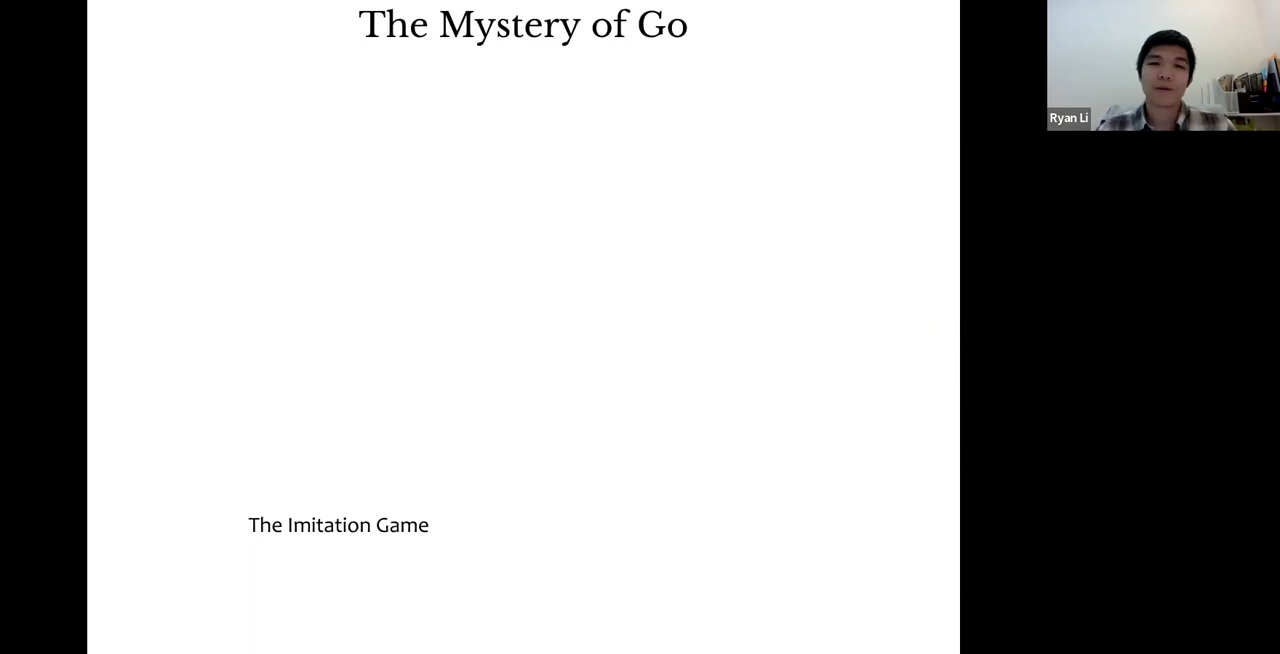 The Mystery of Go
Ryan Li
The Imitation Game